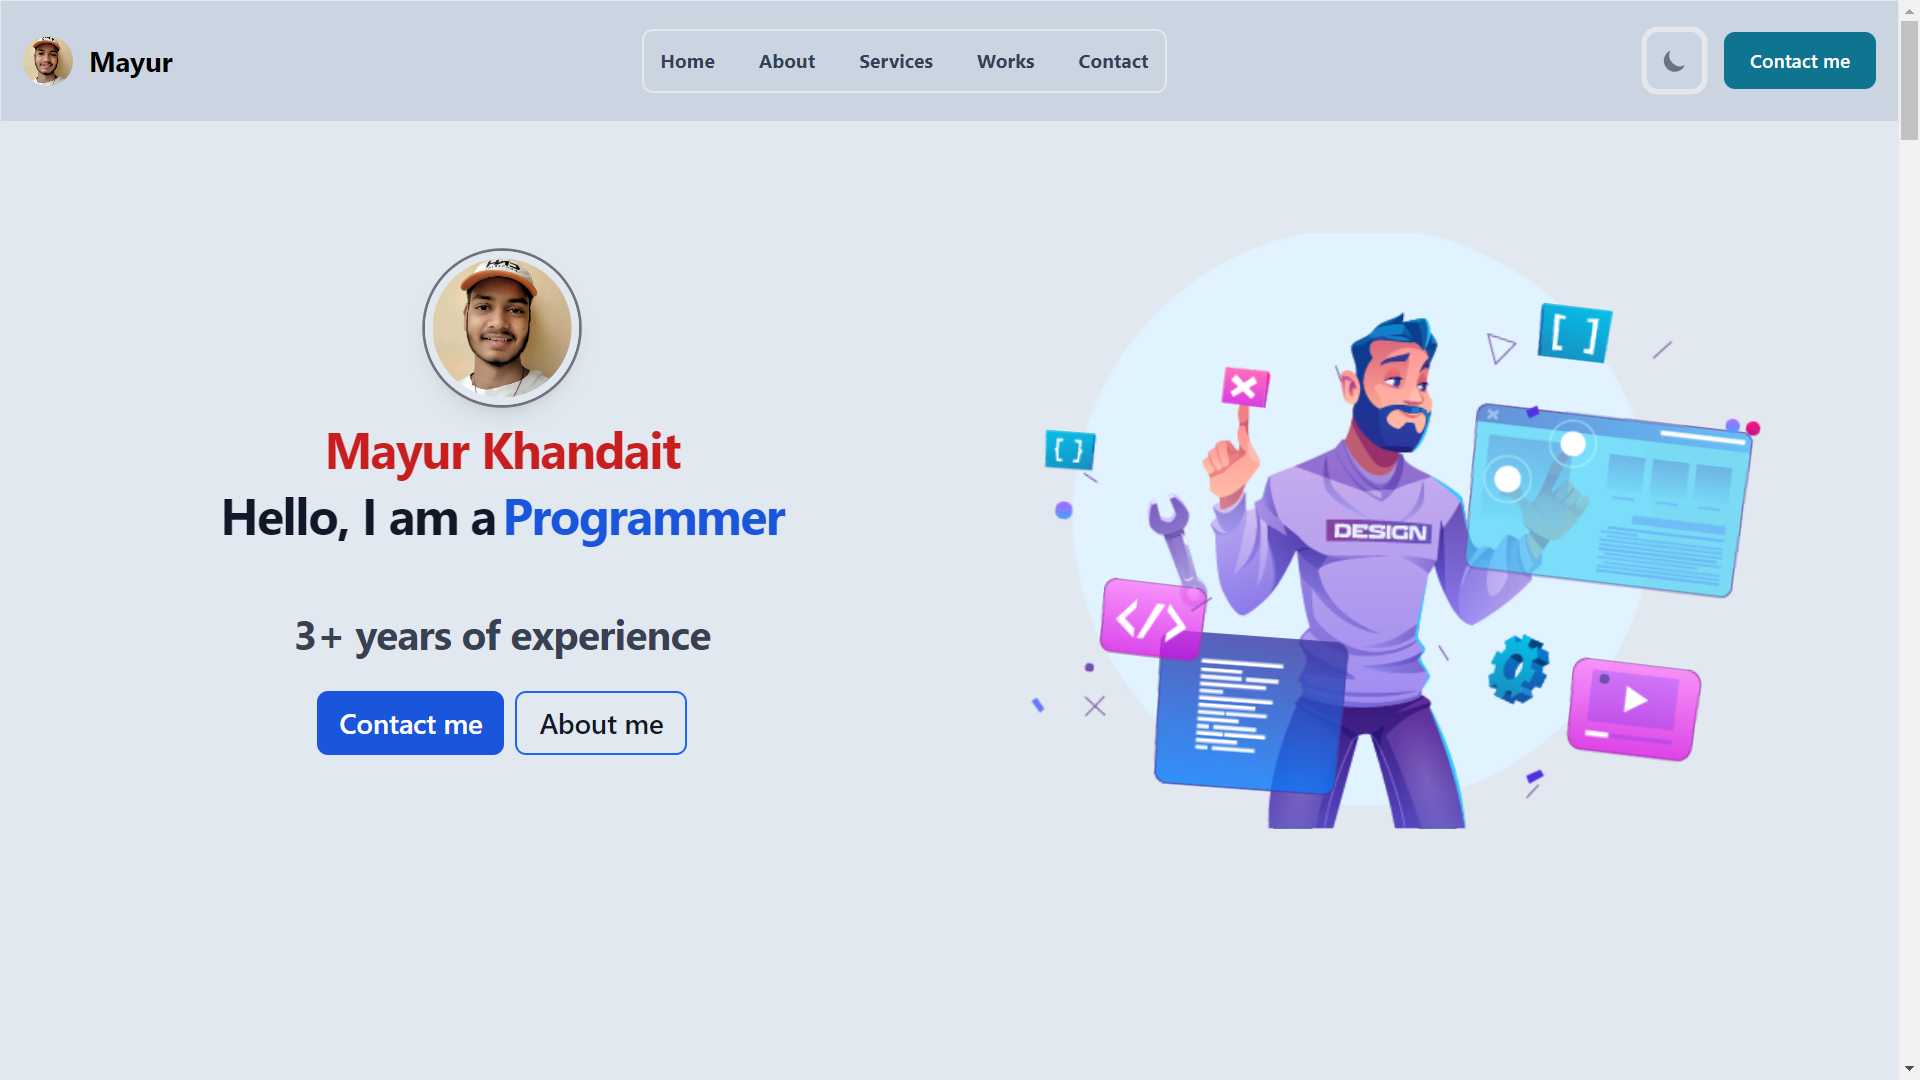 Mayur
Home About Services Works Contact
Contact me
Mayur Khandait
Hello, I am a Programmer
3+ years of experience
Contact me About me
[ ]
{ }
DESIGN
</>